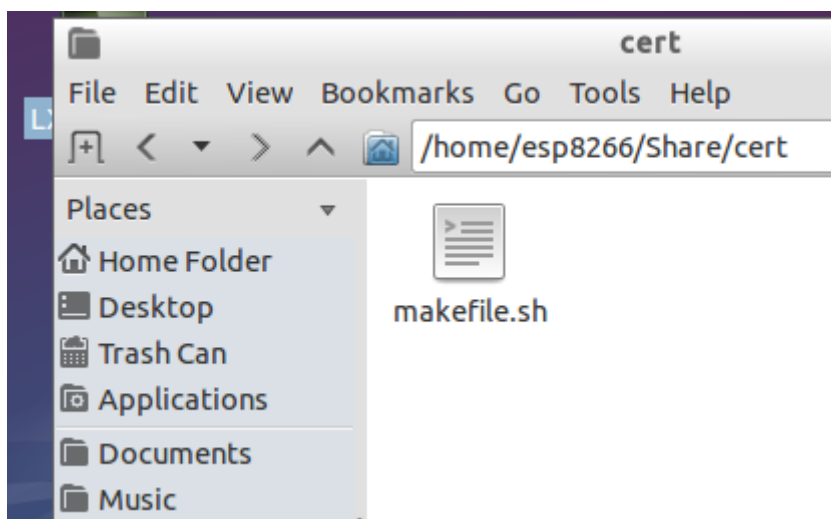 cert
File Edit View Bookmarks Go Tools Help
/home/esp8266/Share/cert
Places
Home Folder
Desktop
Trash Can
Applications
Documents
Music
makefile.sh